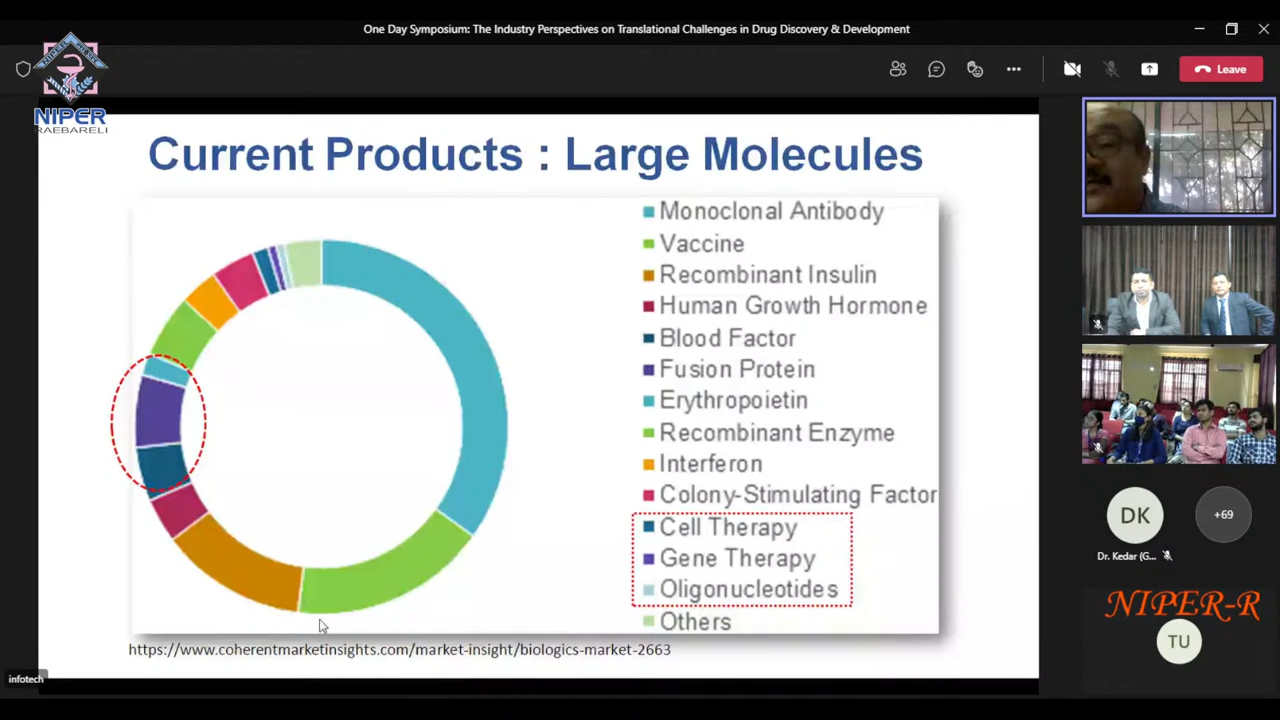 One Day Symposium: The Industry Perspectives on Translational Challenges in Drug Discovery & Development
Leave
NIPER
RAEBARELI
Current Products : Large Molecules
Monoclonal Antibody
Vaccine
Recombinant Insulin
Human Growth Hormone
Blood Factor
Fusion Protein
Erythropoietin
Recombinant Enzyme
Interferon
Colony-Stimulating Factor
Cell Therapy
Gene Therapy
Oligonucleotides
Others
https://www.coherentmarketinsights.com/market-insight/biologics-market-2663
infotech
DK
+69
Dr. Kedar (G...
NIPER-R
TU